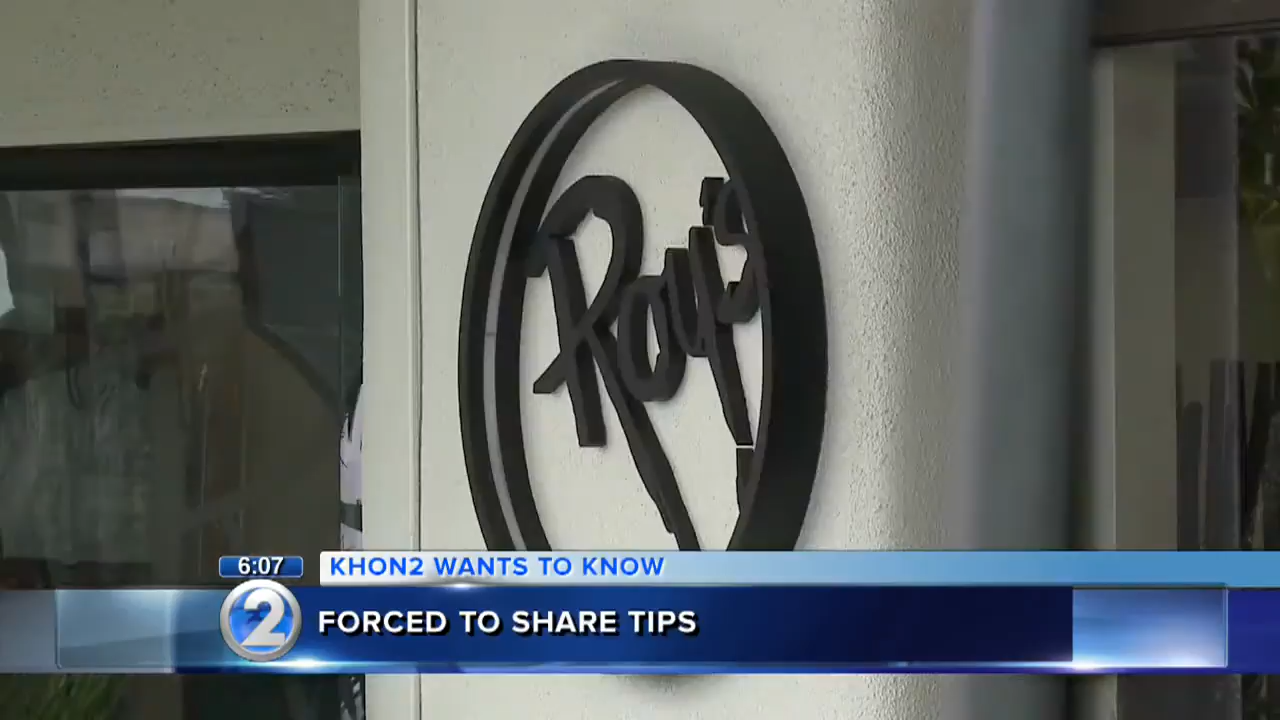 Roy's
6:07
KHON2 WANTS TO KNOW
2
FORCED TO SHARE TIPS